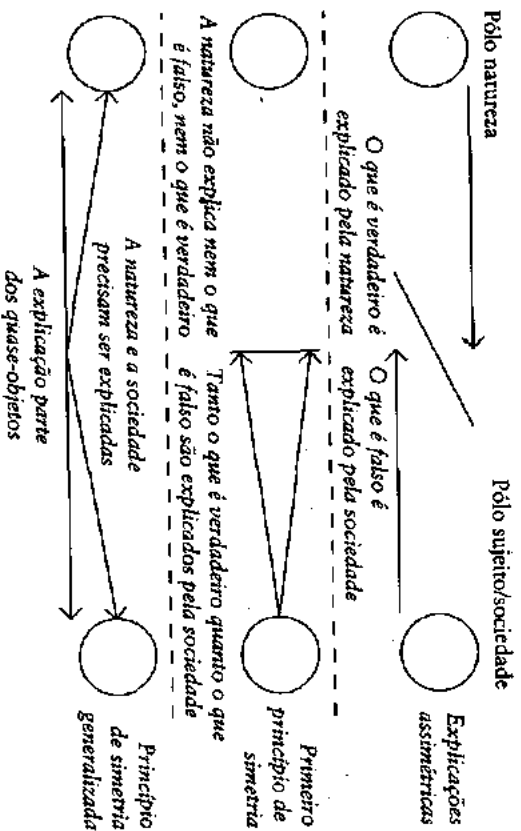 Pólo natureza
Pólo sujeito/sociedade
O que é verdadeiro é
explicado pela natureza
O que é falso é
explicado pela sociedade
Explicações
assimétricas
A natureza não explica nem o que
é falso, nem o que é verdadeiro
Tanto o que é verdadeiro quanto o que
é falso são explicados pela sociedade
Primeiro
princípio de
simetria
A natureza e a sociedade
precisam ser explicadas
A explicação parte
dos quase-objetos
Princípio
de simetria
generalizada